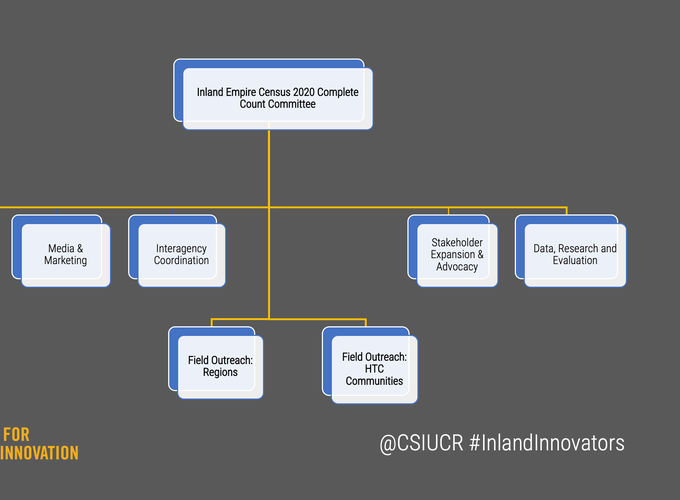 Inland Empire Census 2020 Complete
Count Committee
Media &
Marketing
Interagency
Coordination
Stakeholder
Expansion &
Advocacy
Data, Research and
Evaluation
Field Outreach:
Regions
Field Outreach:
HTC
Communities
FOR
INNOVATION
@CSIUCR #InlandInnovators